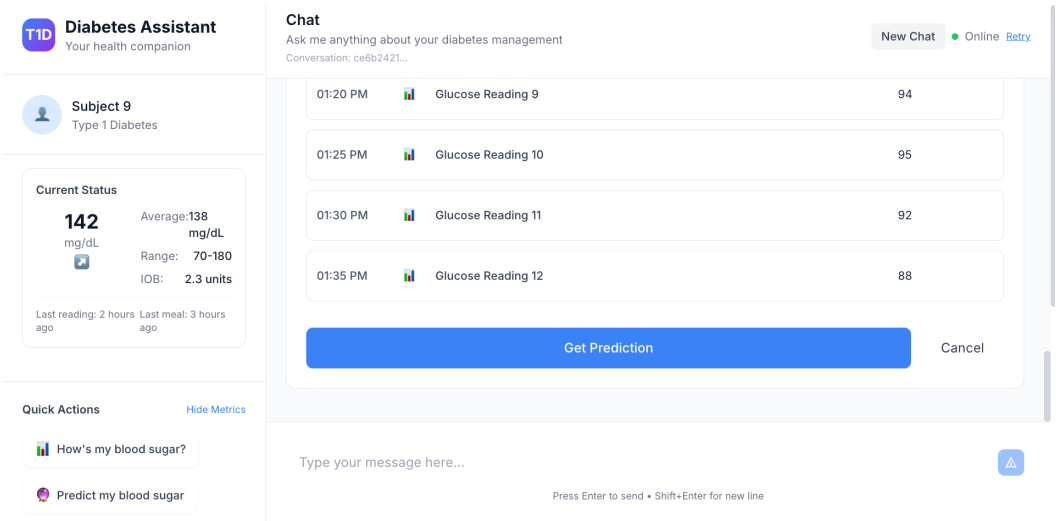 T1D
Diabetes Assistant
Your health companion
Subject 9
Type 1 Diabetes
Current Status
142
mg/dL
Average: 138 mg/dL
Range: 70-180
IOB: 2.3 units
Last reading: 2 hours ago
Last meal: 3 hours ago
Quick Actions
Hide Metrics
How's my blood sugar?
Predict my blood sugar
Chat
Ask me anything about your diabetes management
Conversation: ce6b2421...
New Chat
Online
Retry
01:20 PM Glucose Reading 9 94
01:25 PM Glucose Reading 10 95
01:30 PM Glucose Reading 11 92
01:35 PM Glucose Reading 12 88
Get Prediction
Cancel
Type your message here...
Press Enter to send • Shift+Enter for new line